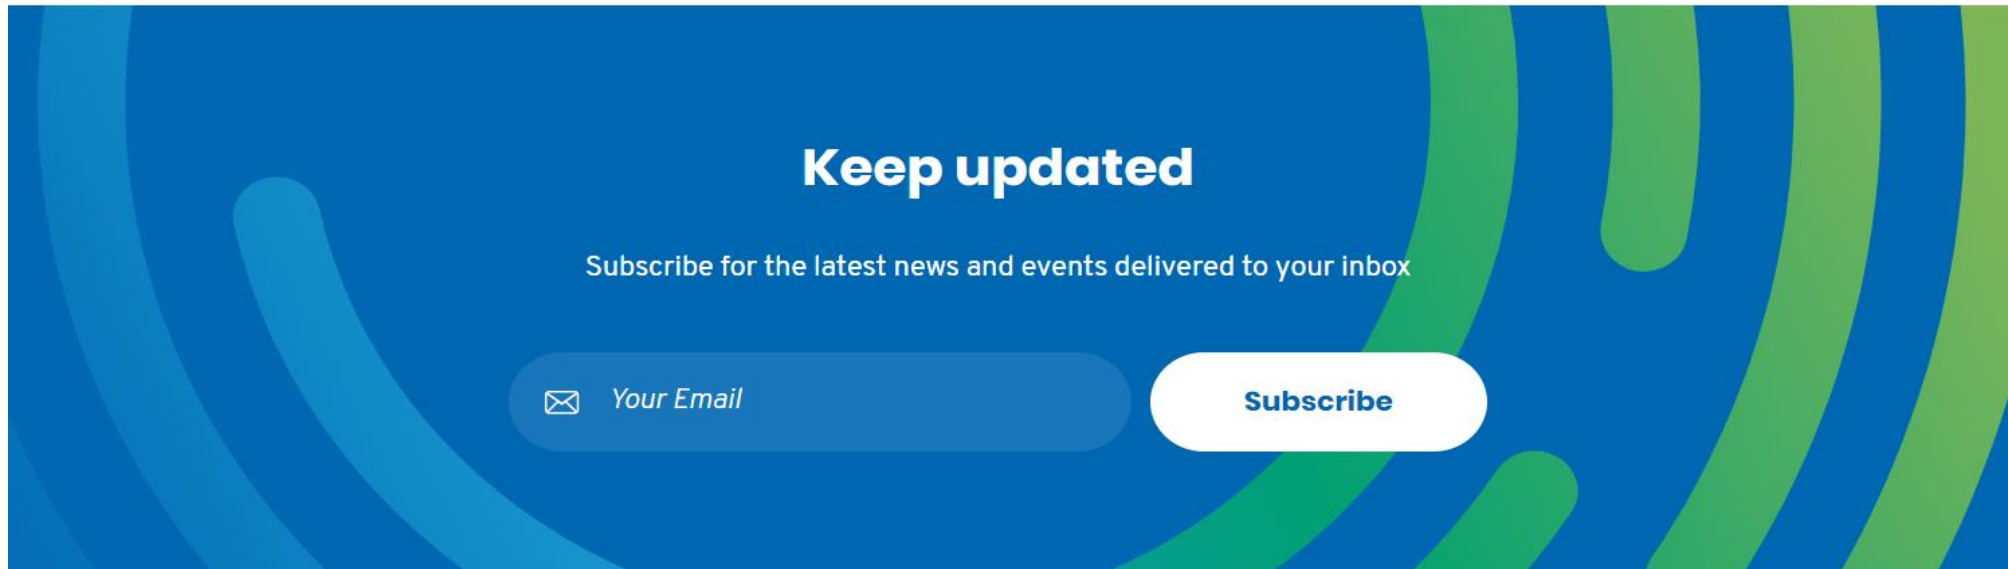 Keep updated
Subscribe for the latest news and events delivered to your inbox
Your Email
Subscribe